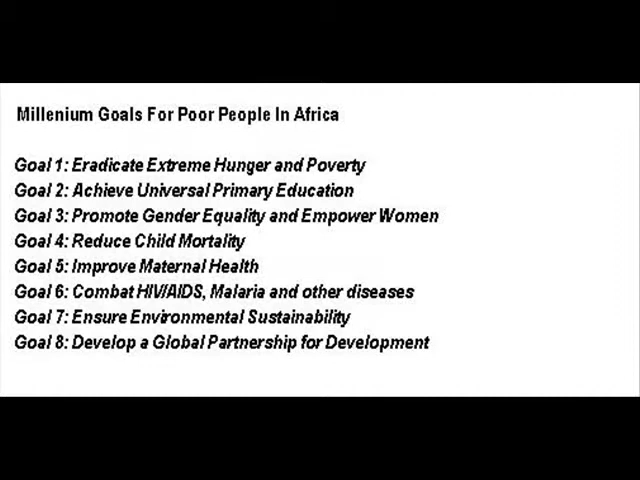 Millenium Goals For Poor People In Africa
Goal 1: Eradicate Extreme Hunger and Poverty
Goal 2: Achieve Universal Primary Education
Goal 3: Promote Gender Equality and Empower Women
Goal 4: Reduce Child Mortality
Goal 5: Improve Maternal Health
Goal 6: Combat HIV/AIDS, Malaria and other diseases
Goal 7: Ensure Environmental Sustainability
Goal 8: Develop a Global Partnership for Development